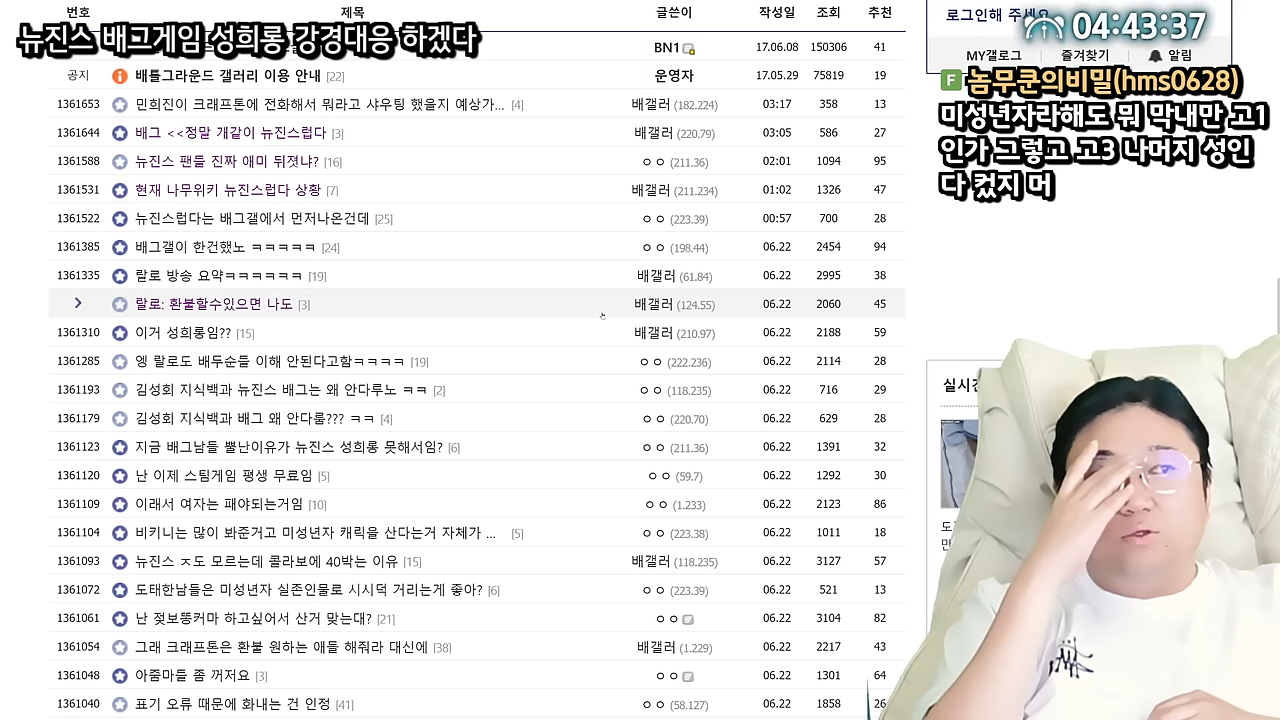 번호 제목 글쓴이 작성일 조회 추천
뉴진스 배그게임 성희롱 강경대응 하겠다
BN1 17.06.08 150306 41
공지 배틀그라운드 갤러리 이용 안내 [22] 운영자 17.05.29 75819 19
1361653 민희진이 크래프톤에 전화해서 뭐라고 샤우팅 했을지 예상가... [4] 배갤러 (182.224) 03:17 358 13
1361644 배그 <<정말 개같이 뉴진스럽다 [3] 배갤러 (220.79) 03:05 586 27
1361588 뉴진스 팬들 진짜 애미 뒤졋냐? [16] ㅇㅇ (211.36) 02:01 1094 95
1361531 현재 나무위키 뉴진스럽다 상황 [7] 배갤러 (211.234) 01:02 1326 47
1361522 뉴진스럽다는 배그갤에서 먼저나온건데 [25] ㅇㅇ (223.39) 00:57 700 28
1361385 배그갤이 한건했노 ㅋㅋㅋㅋㅋ [24] ㅇㅇ (198.44) 06.22 2454 94
1361335 랄로 방송 요약ㅋㅋㅋㅋㅋㅋ [19] 배갤러 (61.84) 06.22 2995 38
랄로: 환불할수있으면 나도 [3] 배갤러 (124.55) 06.22 2060 45
1361310 이거 성희롱임?? [15] 배갤러 (210.97) 06.22 2188 59
1361285 엥 랄로도 배두순들 이해 안된다고함ㅋㅋㅋㅋ [19] ㅇㅇ (222.236) 06.22 2114 28
1361193 김성회 지식백과 뉴진스 배그는 왜 안다루노 ㅋㅋ [2] ㅇㅇ (118.235) 06.22 716 29
1361179 김성회 지식백과 배그 왜 안다룸??? ㅋㅋ [4] ㅇㅇ (220.70) 06.22 629 28
1361123 지금 배그남들 뿔난이유가 뉴진스 성희롱 못해서임? [6] ㅇㅇ (211.36) 06.22 1391 32
1361120 난 이제 스팀게임 평생 무료임 [5] ㅇㅇ (59.7) 06.22 1292 30
1361109 이래서 여자는 패야되는거임 [10] ㅇㅇ (1.233) 06.22 2123 86
1361104 비키니는 많이 봐준거고 미성년자 캐릭을 산다는거 자체가 ... [5] ㅇㅇ (223.38) 06.22 1011 18
1361093 뉴진스 ㅈ도 모르는데 콜라보에 40박는 이유 [15] 배갤러 (118.235) 06.22 3127 57
1361072 도태한남들은 미성년자 실존인물로 시시덕 거리는게 좋아? [6] ㅇㅇ (223.39) 06.22 521 13
1361061 난 젖보똥커마 하고싶어서 산거 맞는대? [21] ㅇㅇ 06.22 3104 82
1361054 그래 크래프톤은 환불 원하는 애들 해줘라 대신에 [38] 배갤러 (1.229) 06.22 2217 43
1361048 아줌마들 좀 꺼저요 [3] ㅇㅇ 06.22 1301 64
1361040 표기 오류 때문에 화내는 건 인정 [41] ㅇㅇ (58.127) 06.22 1858 26
로그인해 주세요
04:43:37
MY갤로그 즐겨찾기 알림
F 놈무쿤의비밀(hms0628)
미성년자라해도 뭐 막내만 고1
인가 그렇고 고3 나머지 성인
다 컸지 머